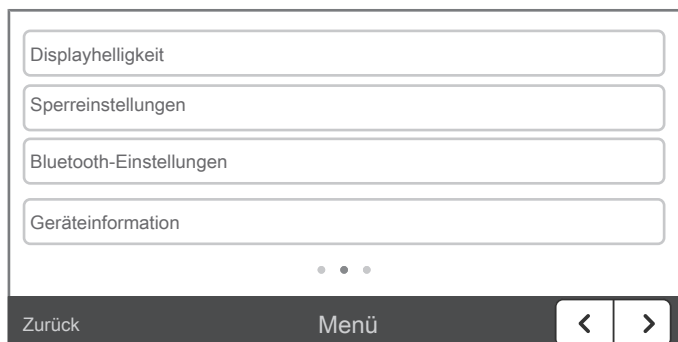 Displayhelligkeit
Sperreinstellungen
Bluetooth-Einstellungen
Geräteinformation
Zurück Menü